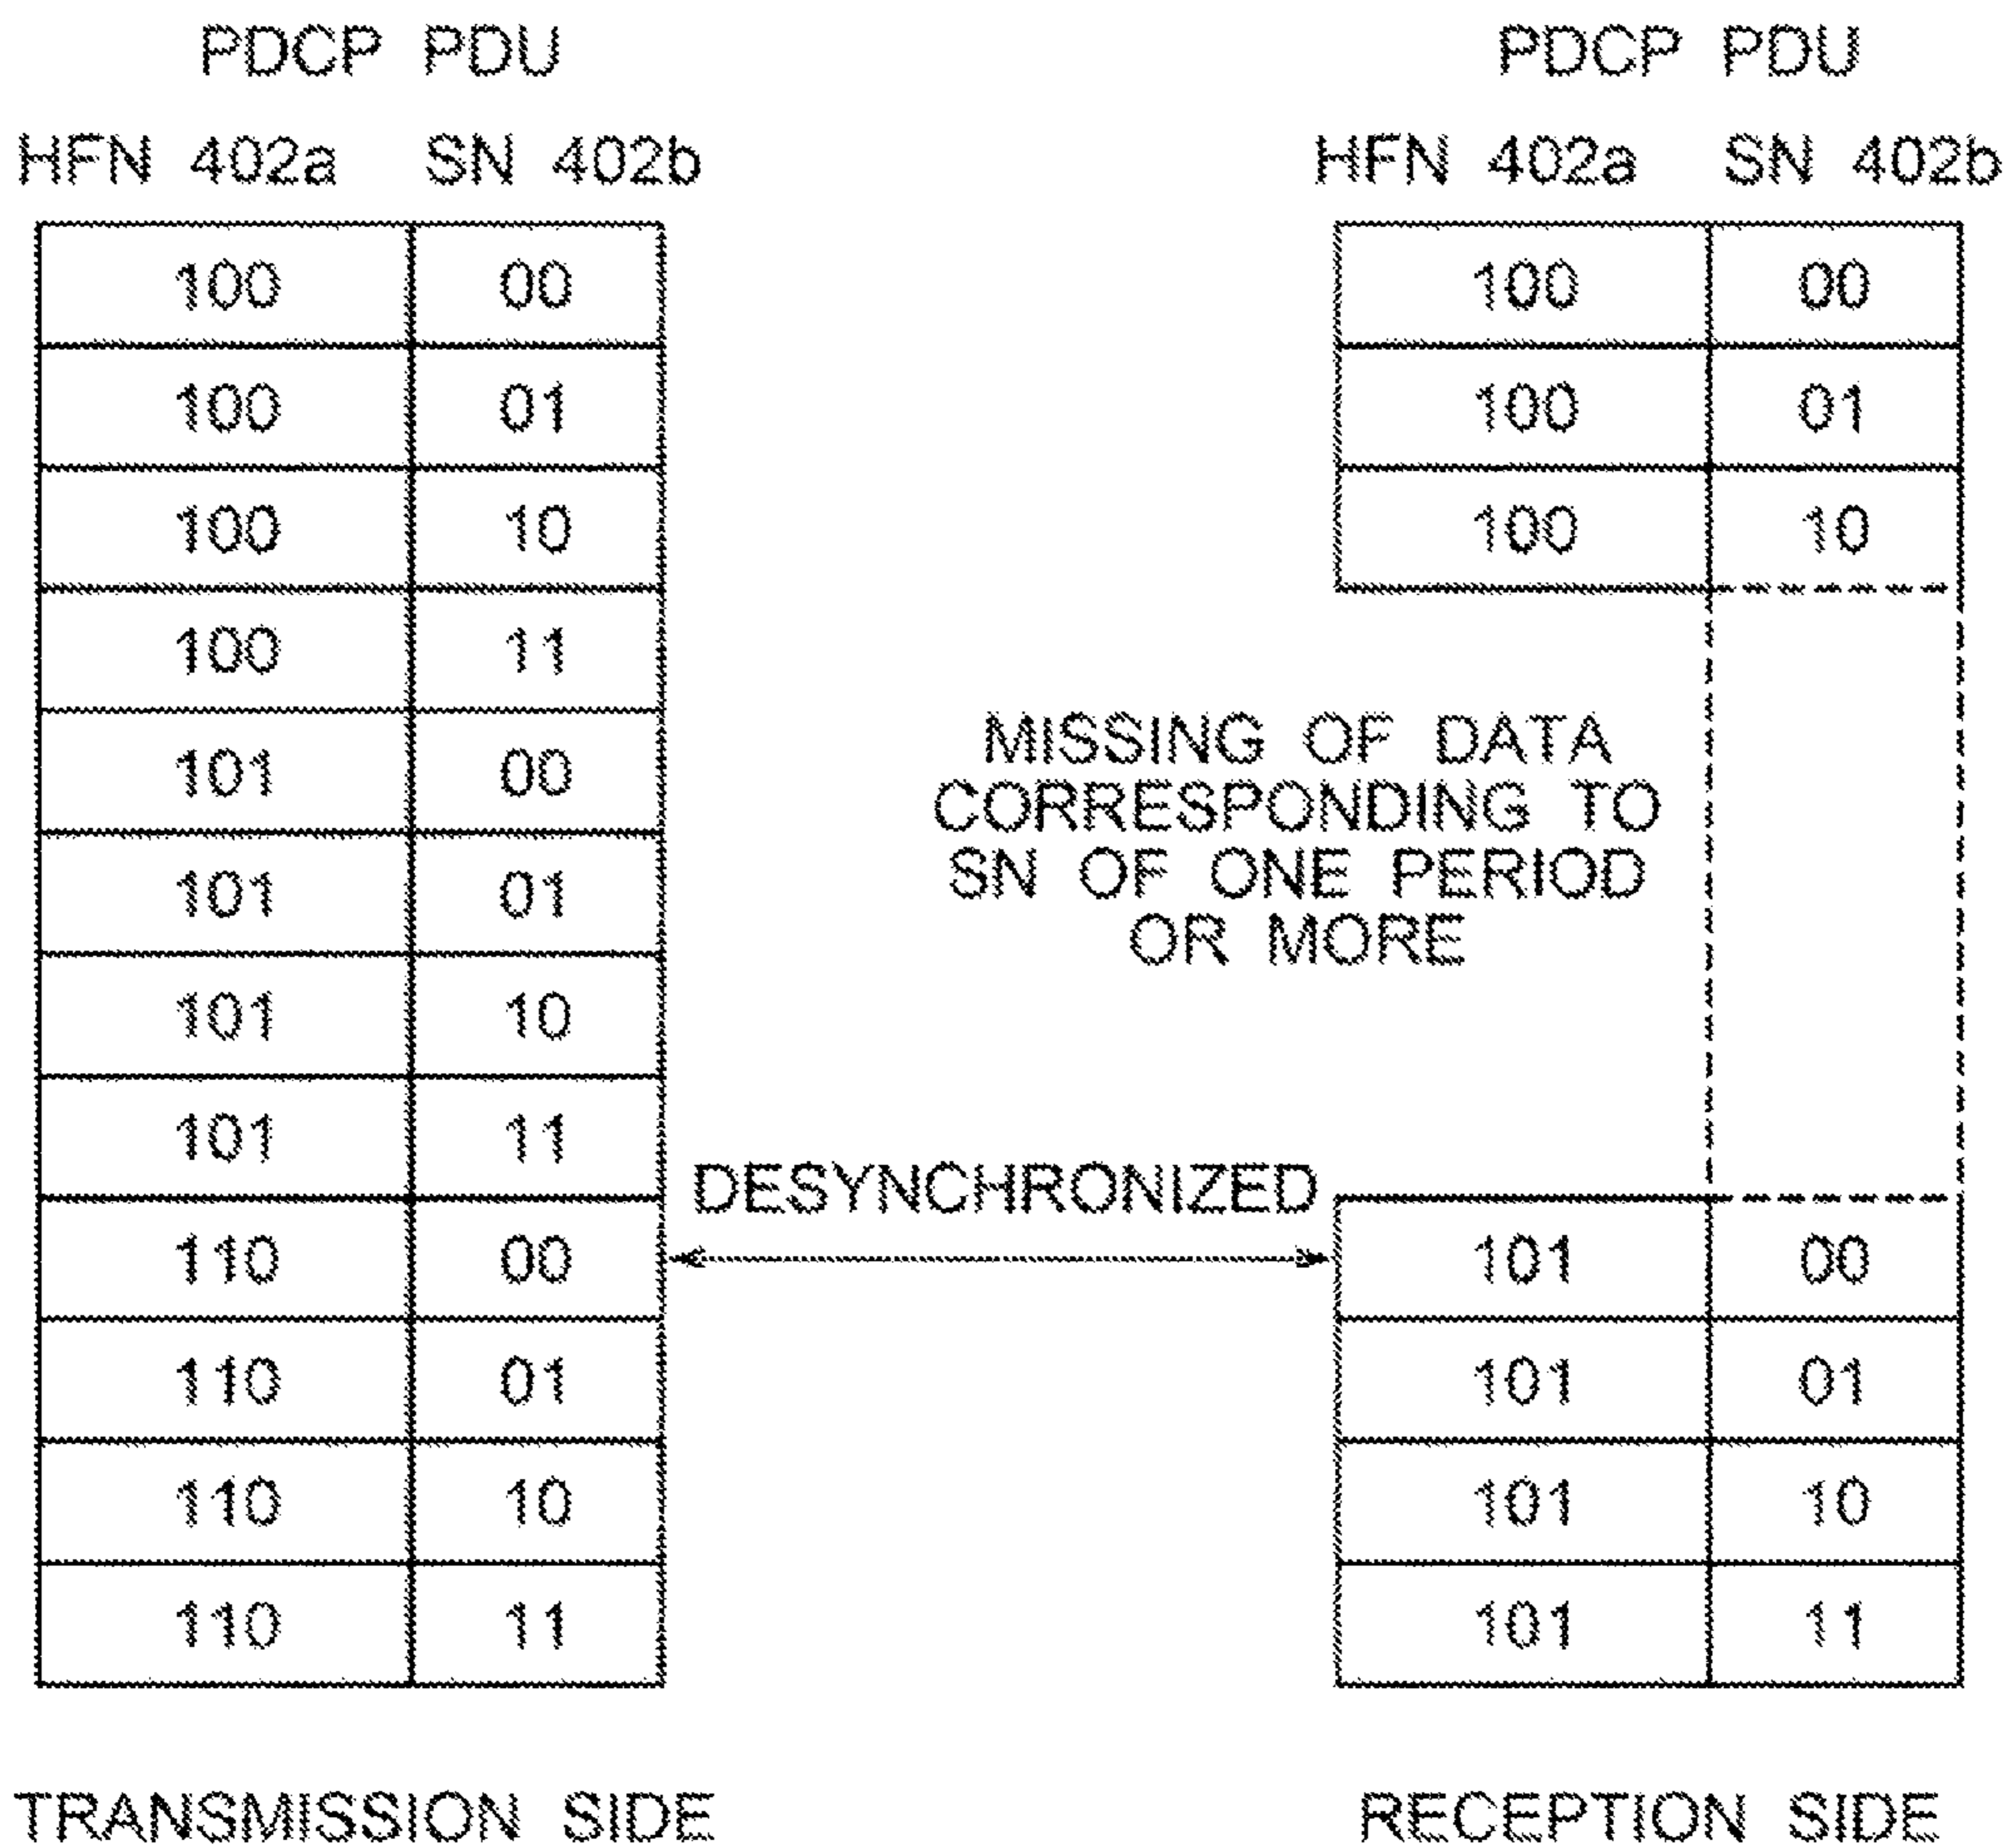 PDCP PDU PDCP PDU
HFN 402a SN 402b HFN 402a SN 402b
100 00 100 00
100 01 100 01
100 10 100 10
100 11
101 00
MISSING OF DATA
CORRESPONDING TO
SN OF ONE PERIOD
OR MORE
101 01
101 10
101 11
DESYNCHRONIZED
110 00 101 00
110 01 101 01
110 10 101 10
110 11 101 11
TRANSMISSION SIDE RECEPTION SIDE